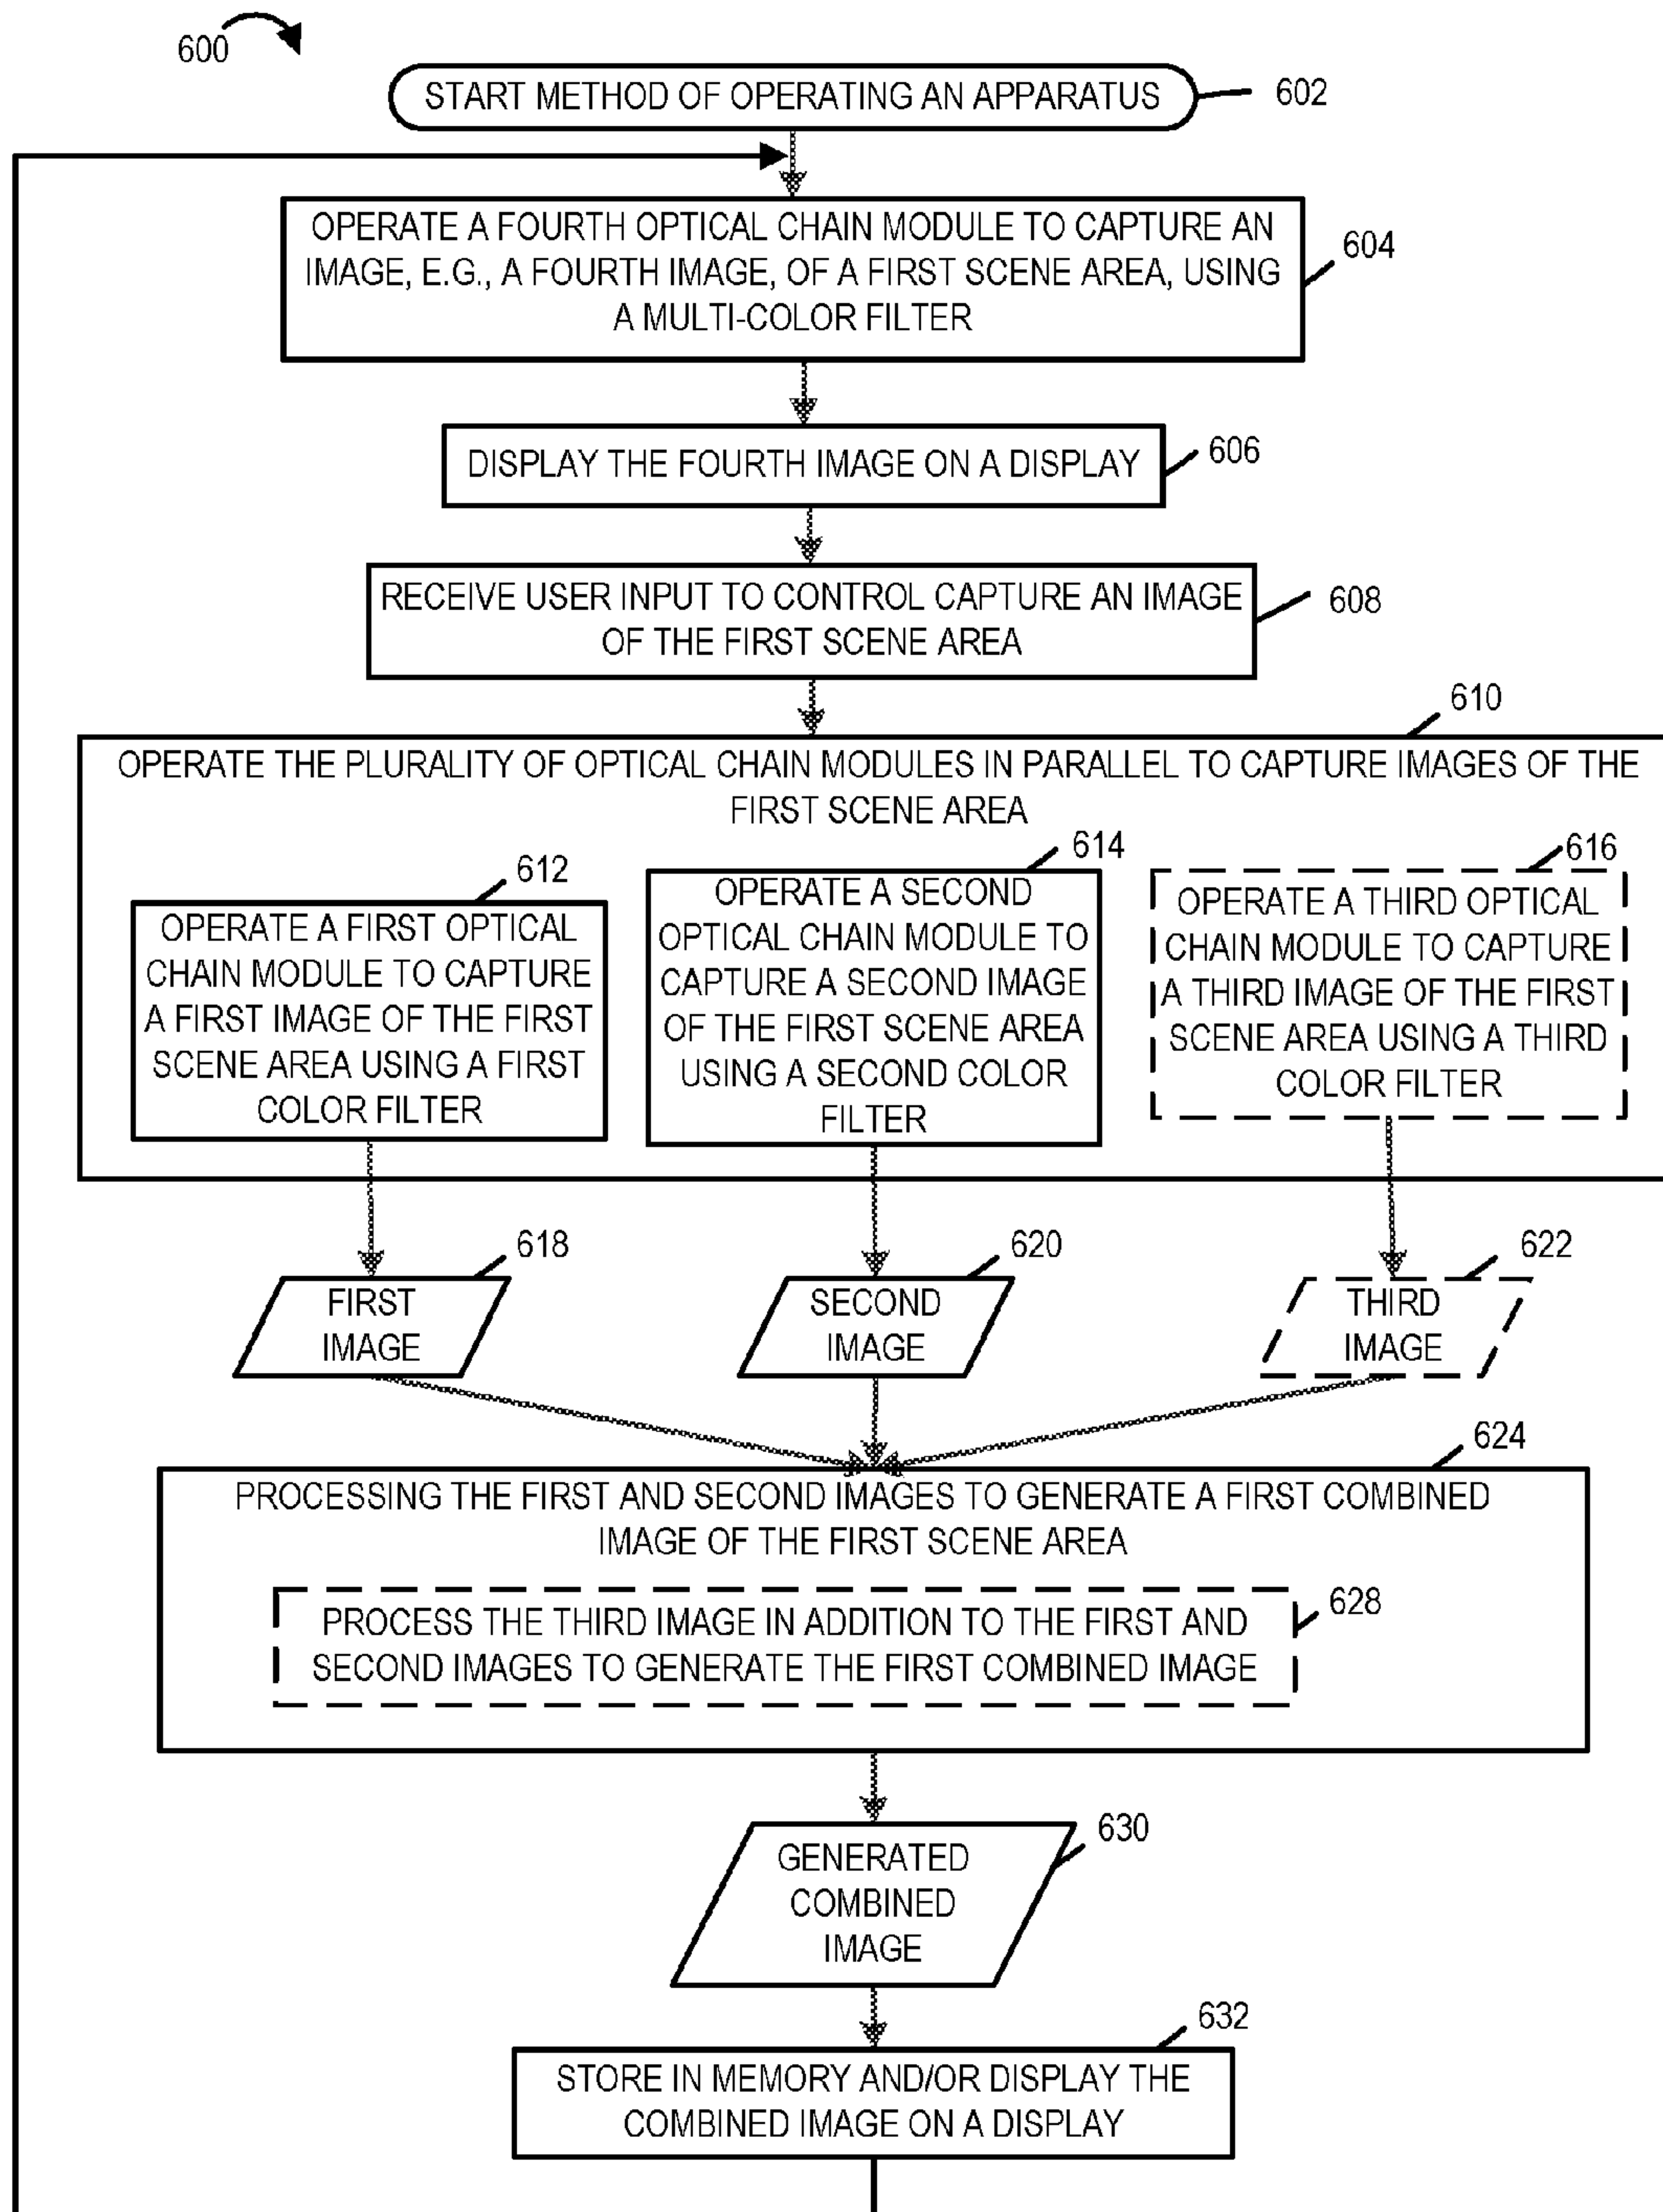 600
START METHOD OF OPERATING AN APPARATUS
602
OPERATE A FOURTH OPTICAL CHAIN MODULE TO CAPTURE AN
IMAGE, E.G., A FOURTH IMAGE, OF A FIRST SCENE AREA, USING
A MULTI-COLOR FILTER
604
DISPLAY THE FOURTH IMAGE ON A DISPLAY
606
RECEIVE USER INPUT TO CONTROL CAPTURE AN IMAGE
OF THE FIRST SCENE AREA
608
610
OPERATE THE PLURALITY OF OPTICAL CHAIN MODULES IN PARALLEL TO CAPTURE IMAGES OF THE
FIRST SCENE AREA
612
OPERATE A FIRST OPTICAL
CHAIN MODULE TO CAPTURE
A FIRST IMAGE OF THE FIRST
SCENE AREA USING A FIRST
COLOR FILTER
614
OPERATE A SECOND
OPTICAL CHAIN MODULE TO
CAPTURE A SECOND IMAGE
OF THE FIRST SCENE AREA
USING A SECOND COLOR
FILTER
616
OPERATE A THIRD OPTICAL
CHAIN MODULE TO CAPTURE
A THIRD IMAGE OF THE FIRST
SCENE AREA USING A THIRD
COLOR FILTER
618
FIRST
IMAGE
620
SECOND
IMAGE
622
THIRD
IMAGE
624
PROCESSING THE FIRST AND SECOND IMAGES TO GENERATE A FIRST COMBINED
IMAGE OF THE FIRST SCENE AREA
628
PROCESS THE THIRD IMAGE IN ADDITION TO THE FIRST AND
SECOND IMAGES TO GENERATE THE FIRST COMBINED IMAGE
630
GENERATED
COMBINED
IMAGE
632
STORE IN MEMORY AND/OR DISPLAY THE
COMBINED IMAGE ON A DISPLAY